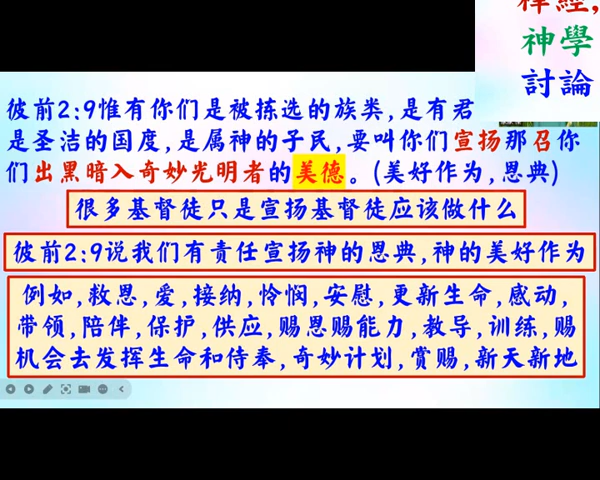 神學
討論
彼前2:9惟有你们是被拣选的族类,是有君
是圣洁的国度,是属神的子民,要叫你们宣扬那召你
们出黑暗入奇妙光明者的美德。(美好作为,恩典)
很多基督徒只是宣扬基督徒应该做什么
彼前2:9说我们有责任宣扬神的恩典,神的美好作为
例如,救恩,爱,接纳,怜悯,安慰,更新生命,感动,
带领,陪伴,保护,供应,赐恩赐能力,教导,训练,赐
机会去发挥生命和侍奉,奇妙计划,赏赐,新天新地